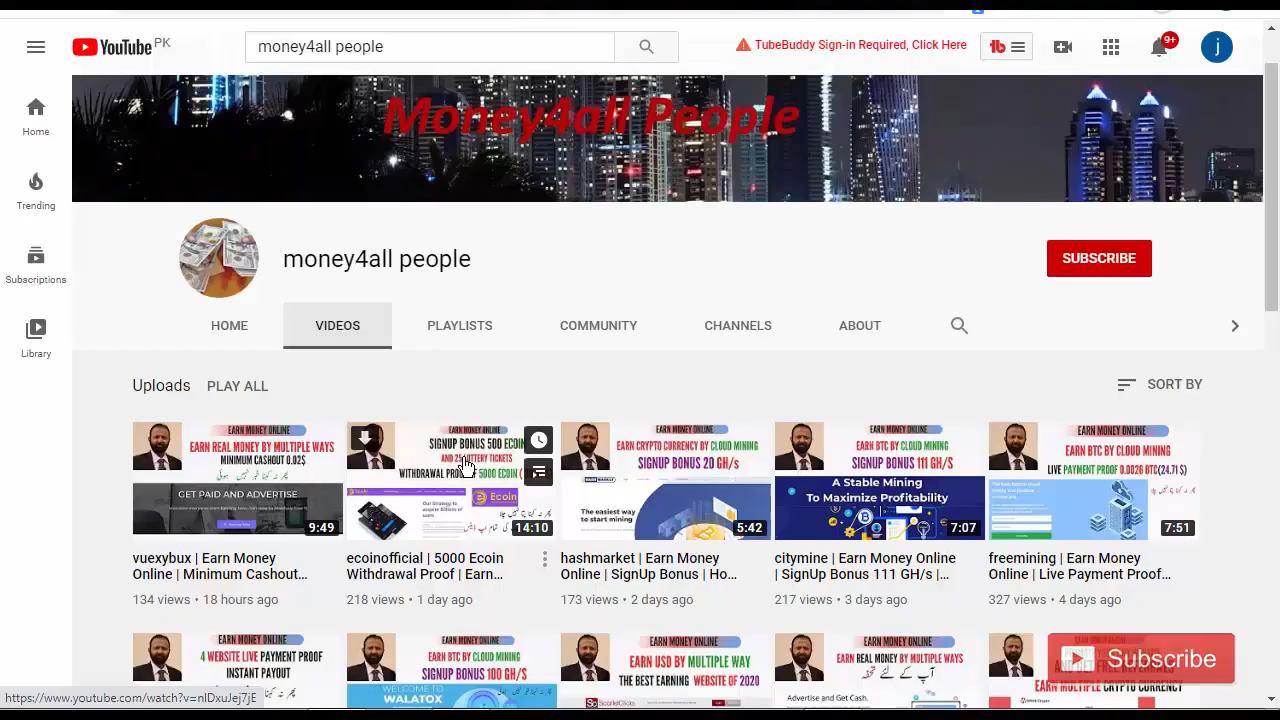 YouTube PK
money4all people
TubeBuddy Sign-in Required, Click Here
tb
9+
j
Home
Trending
Subscriptions
Library
Money4all People
money4all people
SUBSCRIBE
HOME
VIDEOS
PLAYLISTS
COMMUNITY
CHANNELS
ABOUT
Uploads
PLAY ALL
SORT BY
EARN MONEY ONLINE
EARN REAL MONEY BY MULTIPLE WAYS
MINIMUM CASHOUT 0.02$
GET PAID AND ADVERTISE
9:49
vuexybux | Earn Money
Online | Minimum Cashout...
134 views • 18 hours ago
EARN MONEY ONLINE
SIGNUP BONUS 500 ECOIN
WITHDRAWAL PROOF 5000 ECOIN
Ecoin
14:10
ecoinofficial | 5000 Ecoin
Withdrawal Proof | Earn...
218 views • 1 day ago
EARN MONEY ONLINE
EARN CRYPTO CURRENCY BY CLOUD MINING
SIGNUP BONUS 20 GH/s
The easiest way
to start mining
5:42
hashmarket | Earn Money
Online | SignUp Bonus | Ho...
173 views • 2 days ago
EARN MONEY ONLINE
EARN BTC BY CLOUD MINING
SIGNUP BONUS 111 GH/s
A Stable Mining
To Maximize Profitability
7:07
citymine | Earn Money Online
| SignUp Bonus 111 GH/s |...
217 views • 3 days ago
EARN MONEY ONLINE
EARN BTC BY CLOUD MINING
LIVE PAYMENT PROOF 0.0026 BTC(24.71 $)
7:51
freemining | Earn Money
Online | Live Payment Proof...
327 views • 4 days ago
EARN MONEY ONLINE
4 WEBSITE LIVE PAYMENT PROOF
INSTANT PAYOUT
EARN MONEY ONLINE
EARN BTC BY CLOUD MINING
SIGNUP BONUS 100 GH/s
WELCOME TO
WALATOX
EARN MONEY ONLINE
EARN USD BY MULTIPLE WAY
THE BEST EARNING WEBSITE OF 2020
ScarletClicks
EARN MONEY ONLINE
EARN REAL MONEY BY MULTIPLE WAYS
آپ کے لئے تحفہ
Advertise and Get Cash.
EARN MULTIPLE CRYPTO CURRENCY
Subscribe
https://www.youtube.com/watch?v=nIDxuJej7jE